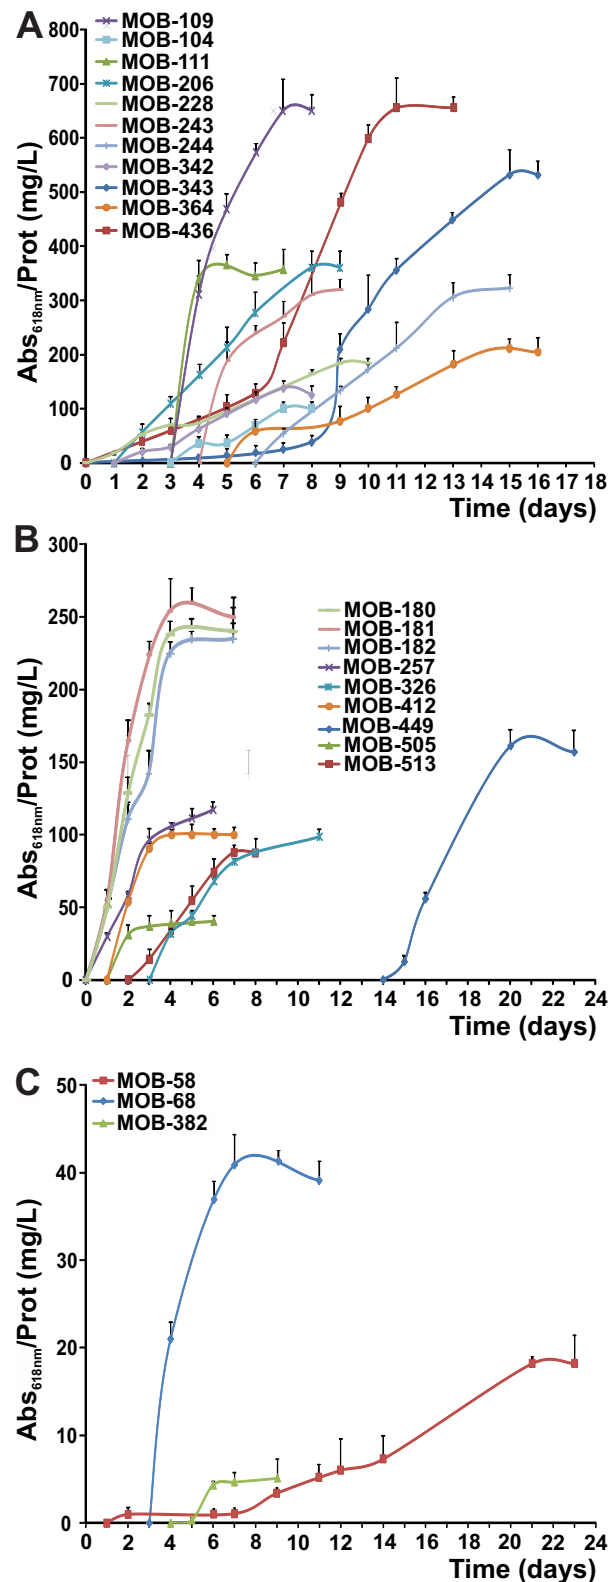 A
MOB-109
MOB-104
MOB-111
MOB-206
MOB-228
MOB-243
MOB-244
MOB-342
MOB-343
MOB-364
MOB-436
800
700
600
500
400
300
200
100
0
Abs618nm/Prot (mg/L)
0 1 2 3 4 5 6 7 8 9 10 11 12 13 14 15 16 17 18
Time (days)
B
MOB-180
MOB-181
MOB-182
MOB-257
MOB-326
MOB-412
MOB-449
MOB-505
MOB-513
300
250
200
150
100
50
0
Abs618nm/Prot (mg/L)
0 2 4 6 8 10 12 14 16 18 20 22 24
Time (days)
C
MOB-58
MOB-68
MOB-382
50
40
30
20
10
0
Abs618nm/Prot (mg/L)
0 2 4 6 8 10 12 14 16 18 20 22 24
Time (days)